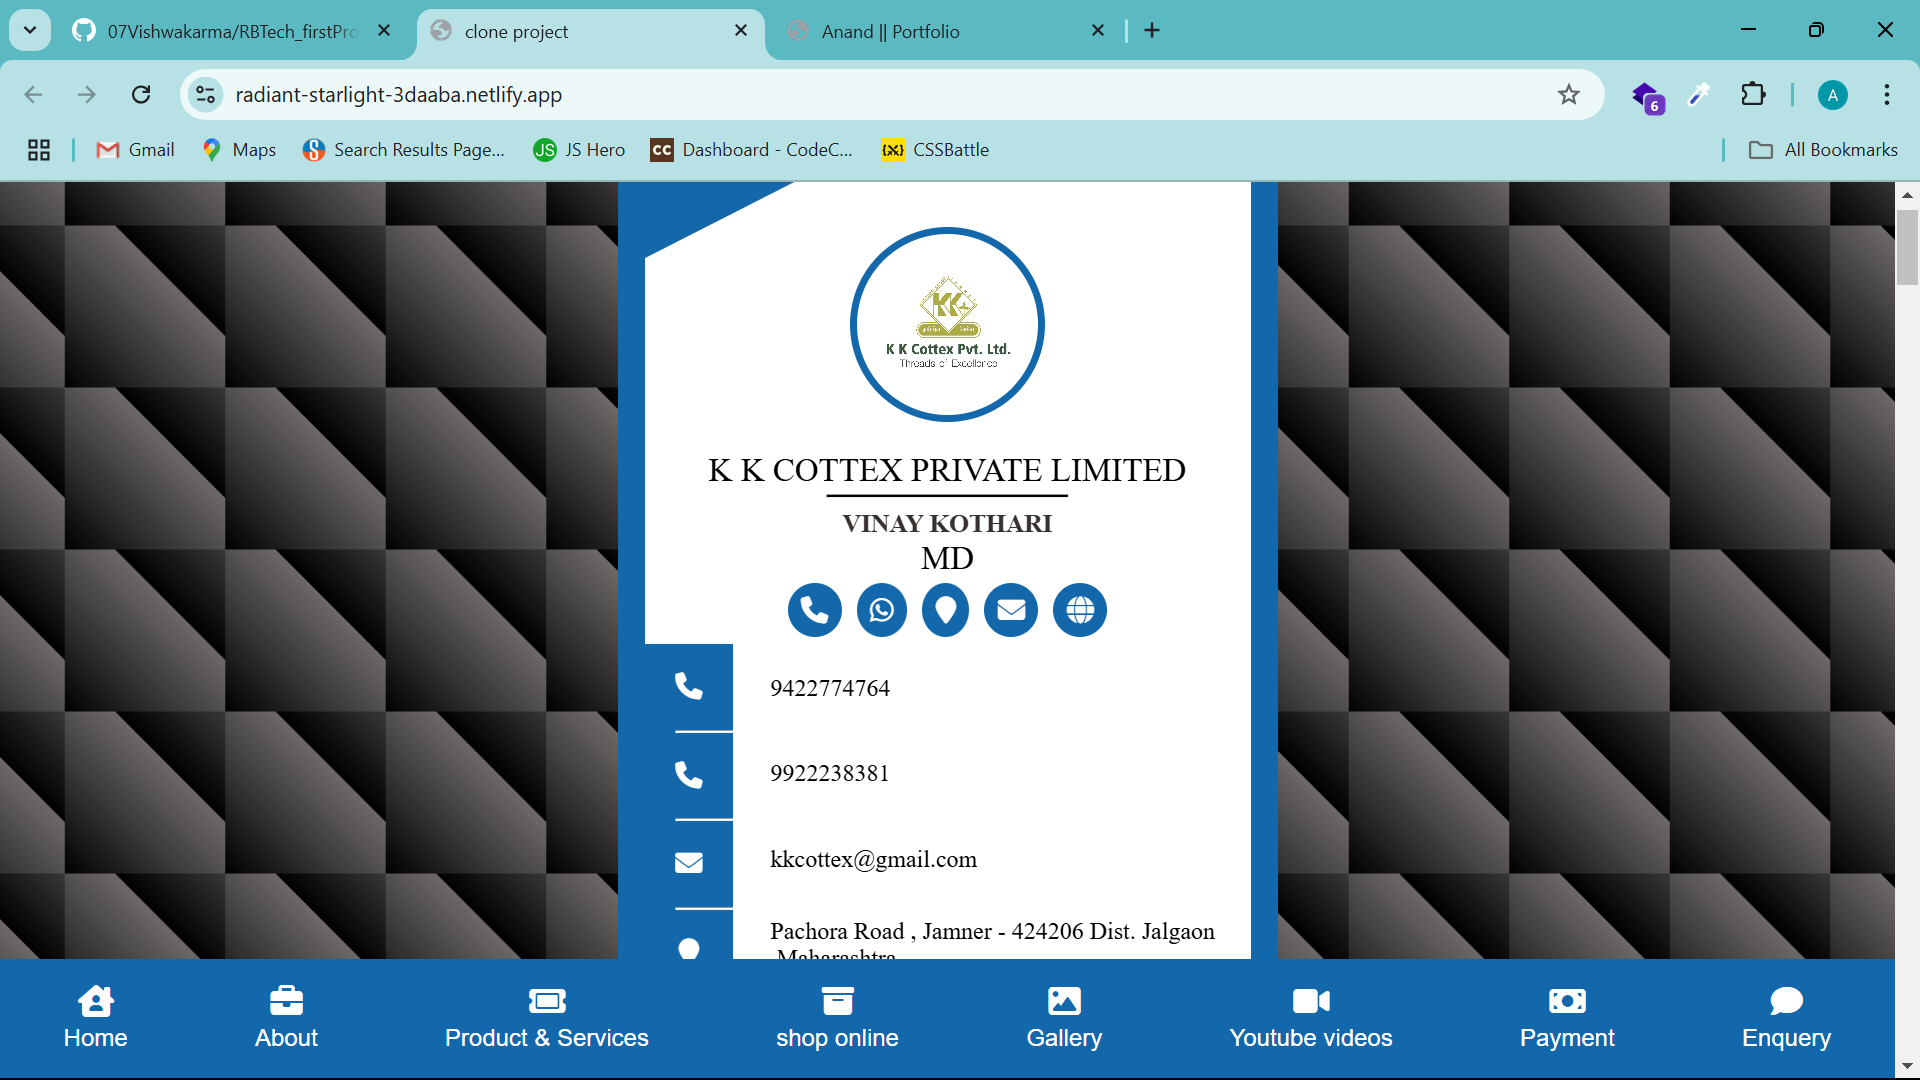 07Vishwakarma/RBTech_firstPro
clone project
Anand || Portfolio
radiant-starlight-3daaba.netlify.app
6
A
Gmail
Maps
Search Results Page...
JS
JS Hero
CC
Dashboard - CodeC...
CSSBattle
All Bookmarks
KK
K K Cottex Pvt. Ltd.
Threads of Excellence
K K COTTEX PRIVATE LIMITED
VINAY KOTHARI
MD
9422774764
9922238381
kkcottex@gmail.com
Pachora Road , Jamner - 424206 Dist. Jalgaon
Maharashtra
Home
About
Product & Services
shop online
Gallery
Youtube videos
Payment
Enquery